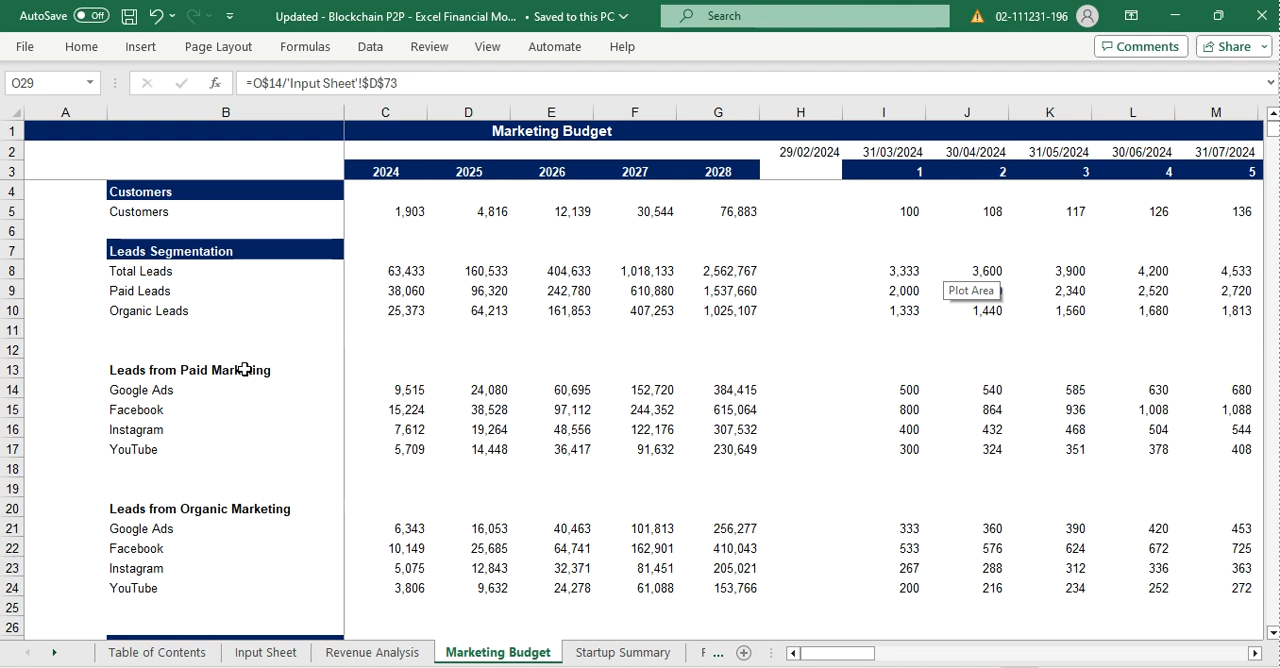 AutoSave Off Updated - Blockchain P2P - Excel Financial Mo... • Saved to this PC Search 02-111231-196
File Home Insert Page Layout Formulas Data Review View Automate Help Comments Share
O29 fx =O$14/'Input Sheet'!$D$73
A B C D E F G H I J K L M
1 Marketing Budget
2 29/02/2024 31/03/2024 30/04/2024 31/05/2024 30/06/2024 31/07/2024
3 2024 2025 2026 2027 2028 1 2 3 4 5
4 Customers
5 Customers 1,903 4,816 12,139 30,544 76,883 100 108 117 126 136
6
7 Leads Segmentation
8 Total Leads 63,433 160,533 404,633 1,018,133 2,562,767 3,333 3,600 3,900 4,200 4,533
9 Paid Leads 38,060 96,320 242,780 610,880 1,537,660 2,000 Plot Area 2,340 2,520 2,720
10 Organic Leads 25,373 64,213 161,853 407,253 1,025,107 1,333 1,440 1,560 1,680 1,813
11
12
13 Leads from Paid Marketing
14 Google Ads 9,515 24,080 60,695 152,720 384,415 500 540 585 630 680
15 Facebook 15,224 38,528 97,112 244,352 615,064 800 864 936 1,008 1,088
16 Instagram 7,612 19,264 48,556 122,176 307,532 400 432 468 504 544
17 YouTube 5,709 14,448 36,417 91,632 230,649 300 324 351 378 408
18
19
20 Leads from Organic Marketing
21 Google Ads 6,343 16,053 40,463 101,813 256,277 333 360 390 420 453
22 Facebook 10,149 25,685 64,741 162,901 410,043 533 576 624 672 725
23 Instagram 5,075 12,843 32,371 81,451 205,021 267 288 312 336 363
24 YouTube 3,806 9,632 24,278 61,088 153,766 200 216 234 252 272
25
26
Table of Contents Input Sheet Revenue Analysis Marketing Budget Startup Summary ...